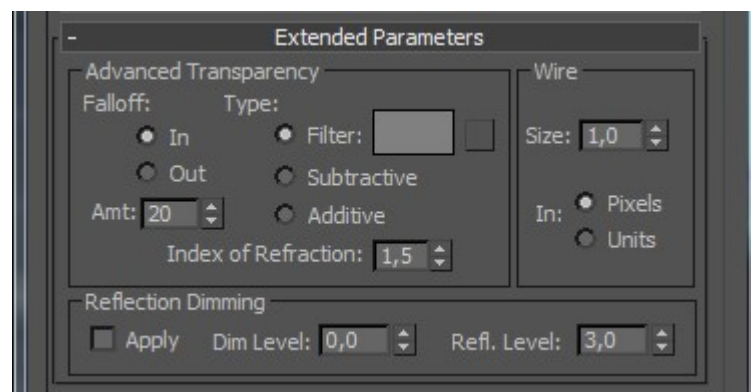 - Extended Parameters
Advanced Transparency
Falloff: Type:
In Filter:
Out Subtractive
Amt: 20 Additive
Index of Refraction: 1,5
Wire
Size: 1,0
In: Pixels
Units
Reflection Dimming
Apply Dim Level: 0,0 Refl. Level: 3,0